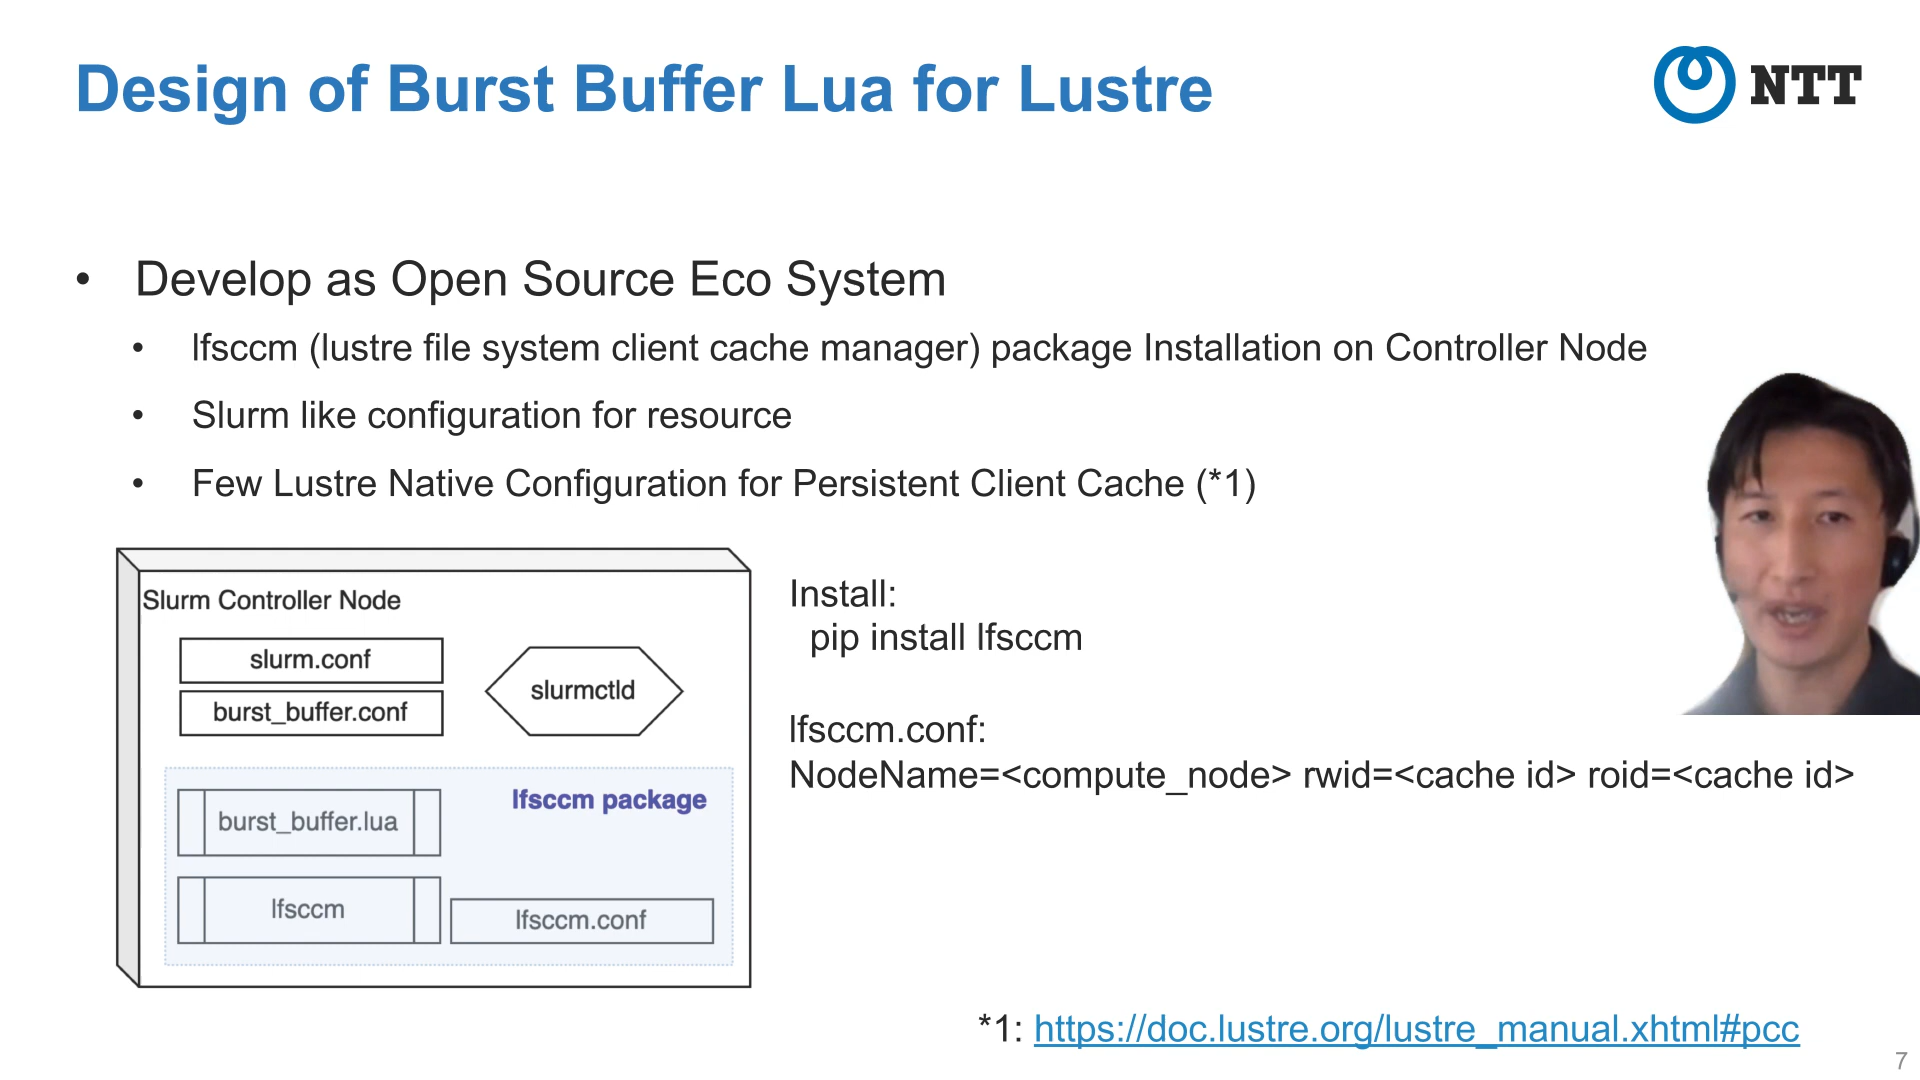 Design of Burst Buffer Lua for Lustre
NTT
• Develop as Open Source Eco System
• lfsccm (lustre file system client cache manager) package Installation on Controller Node
• Slurm like configuration for resource
• Few Lustre Native Configuration for Persistent Client Cache (*1)
Slurm Controller Node
slurm.conf
burst_buffer.conf
slurmctld
lfsccm package
burst_buffer.lua
lfsccm
lfsccm.conf
Install:
pip install lfsccm
lfsccm.conf:
NodeName=<compute_node> rwid=<cache id> roid=<cache id>
*1: https://doc.lustre.org/lustre_manual.xhtml#pcc
7